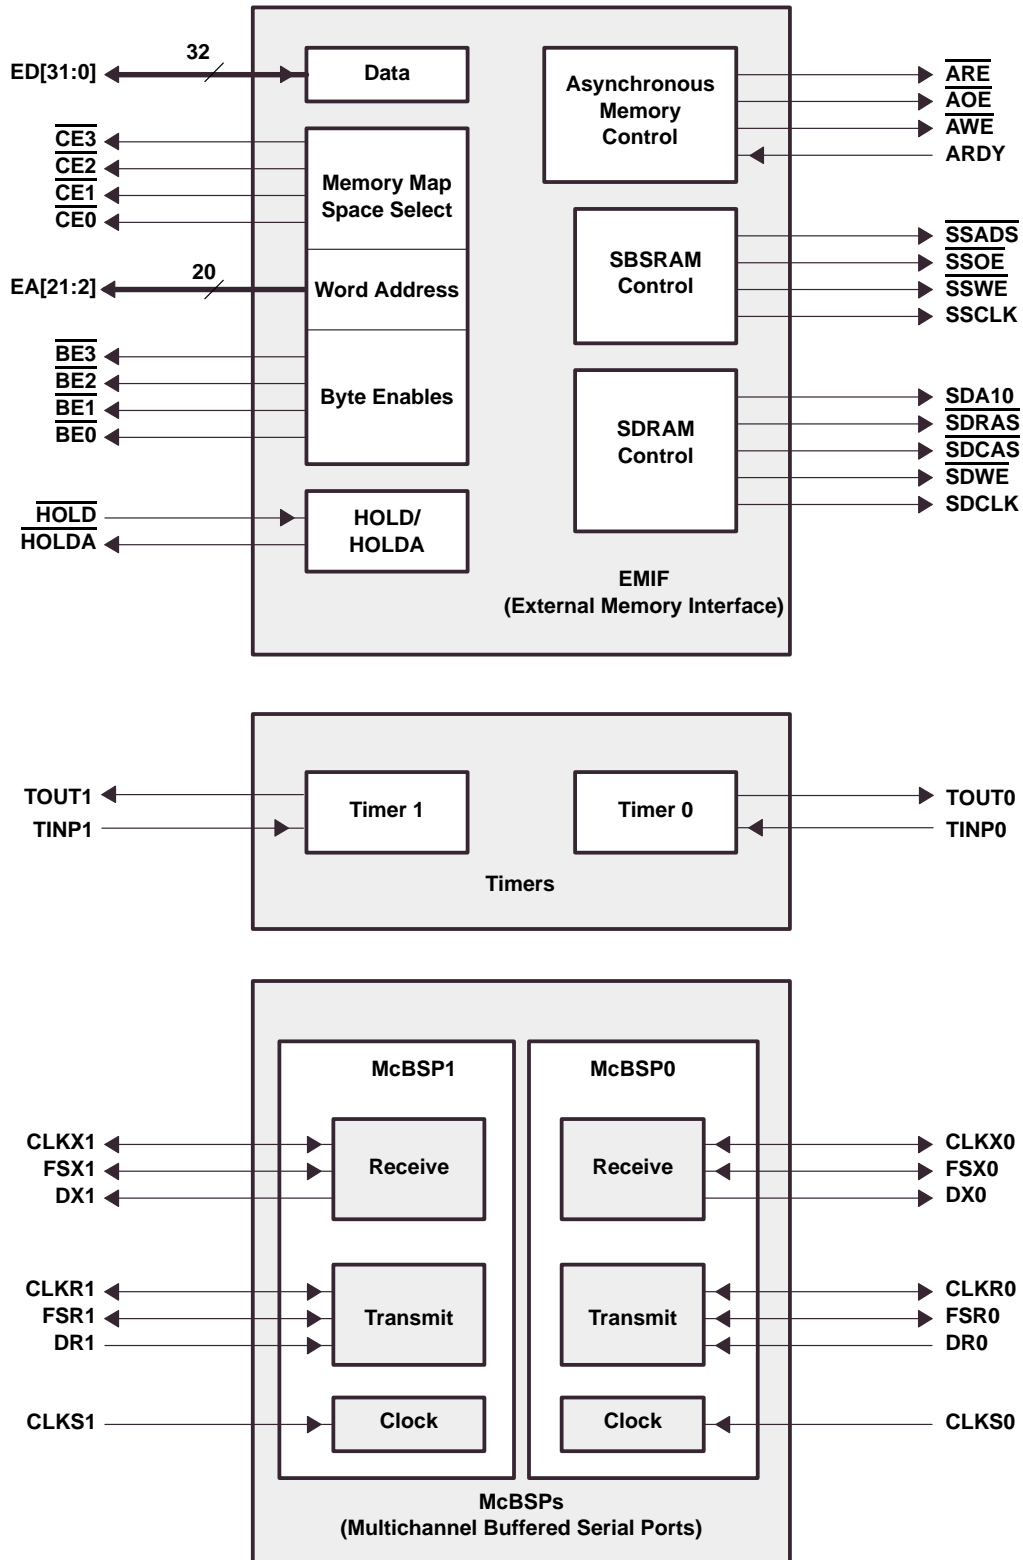 32
ED[31:0]
Data
CE3
CE2
CE1
CE0
Memory Map
Space Select
20
EA[21:2]
Word Address
BE3
BE2
BE1
BE0
Byte Enables
HOLD
HOLDA
HOLD/
HOLDA
Asynchronous
Memory
Control
ARE
AOE
AWE
ARDY
SBSRAM
Control
SSADS
SSOE
SSWE
SSCLK
SDRAM
Control
SDA10
SDRAS
SDCAS
SDWE
SDCLK
EMIF
(External Memory Interface)
TOUT1
TINP1
Timer 1
Timer 0
TOUT0
TINP0
Timers
McBSP1
McBSP0
CLKX1
FSX1
DX1
Receive
Receive
CLKX0
FSX0
DX0
CLKR1
FSR1
DR1
Transmit
Transmit
CLKR0
FSR0
DR0
CLKS1
Clock
Clock
CLKS0
McBSPs
(Multichannel Buffered Serial Ports)